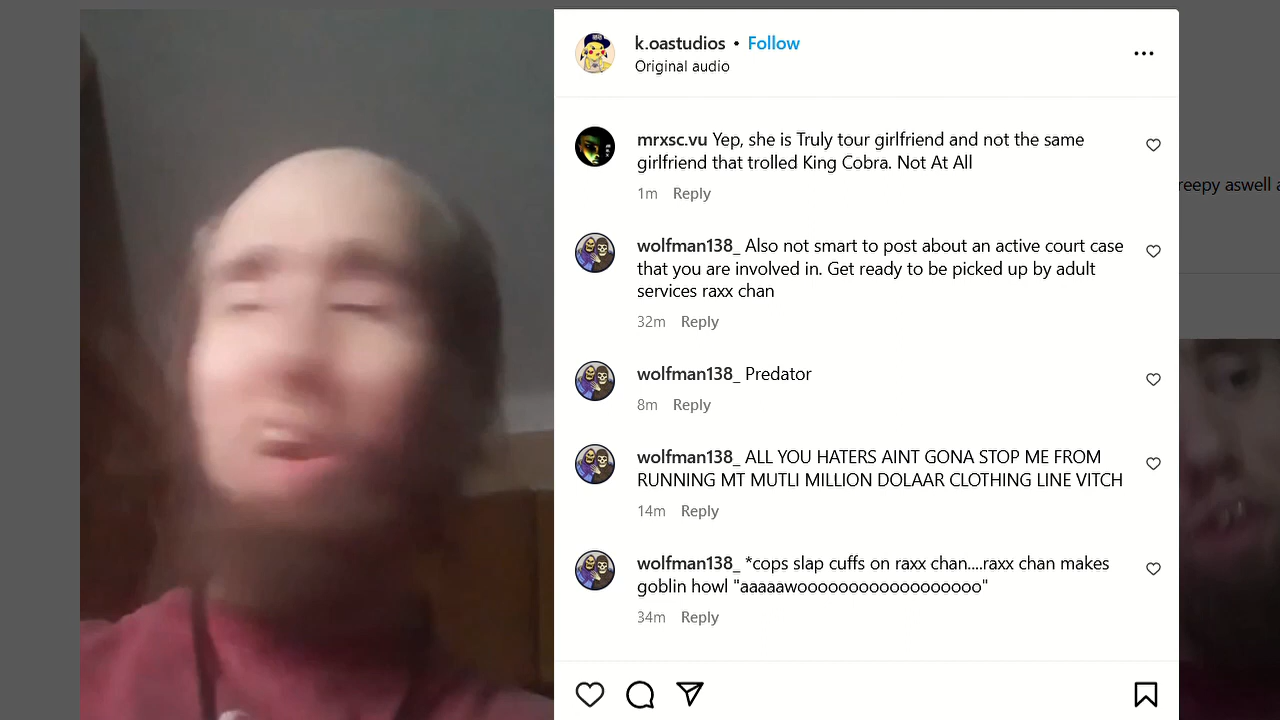 k.oastudios • Follow
Original audio
mrxsc.vu Yep, she is Truly tour girlfriend and not the same
girlfriend that trolled King Cobra. Not At All
1m Reply
wolfman138_ Also not smart to post about an active court case
that you are involved in. Get ready to be picked up by adult
services raxx chan
32m Reply
wolfman138_ Predator
8m Reply
wolfman138_ ALL YOU HATERS AINT GONA STOP ME FROM
RUNNING MT MUTLI MILLION DOLAAR CLOTHING LINE VITCH
14m Reply
wolfman138_ *cops slap cuffs on raxx chan....raxx chan makes
goblin howl "aaaaawoooooooooooooooooo"
34m Reply
reepy aswell a